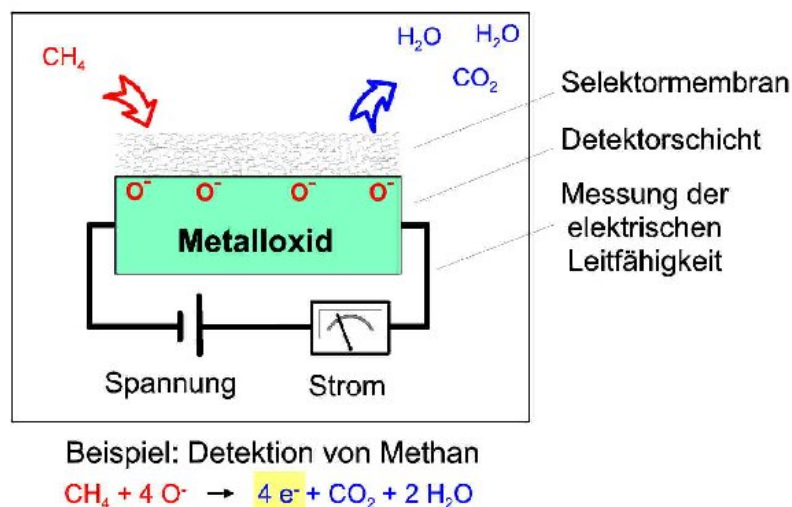 H₂O H₂O
CH₄
CO₂
Selektormembran
Detektorschicht
O⁻ O⁻ O⁻ O⁻
Messung der
elektrischen
Leitfähigkeit
Metalloxid
Spannung Strom
Beispiel: Detektion von Methan
CH₄ + 4 O⁻ → 4 e⁻ + CO₂ + 2 H₂O